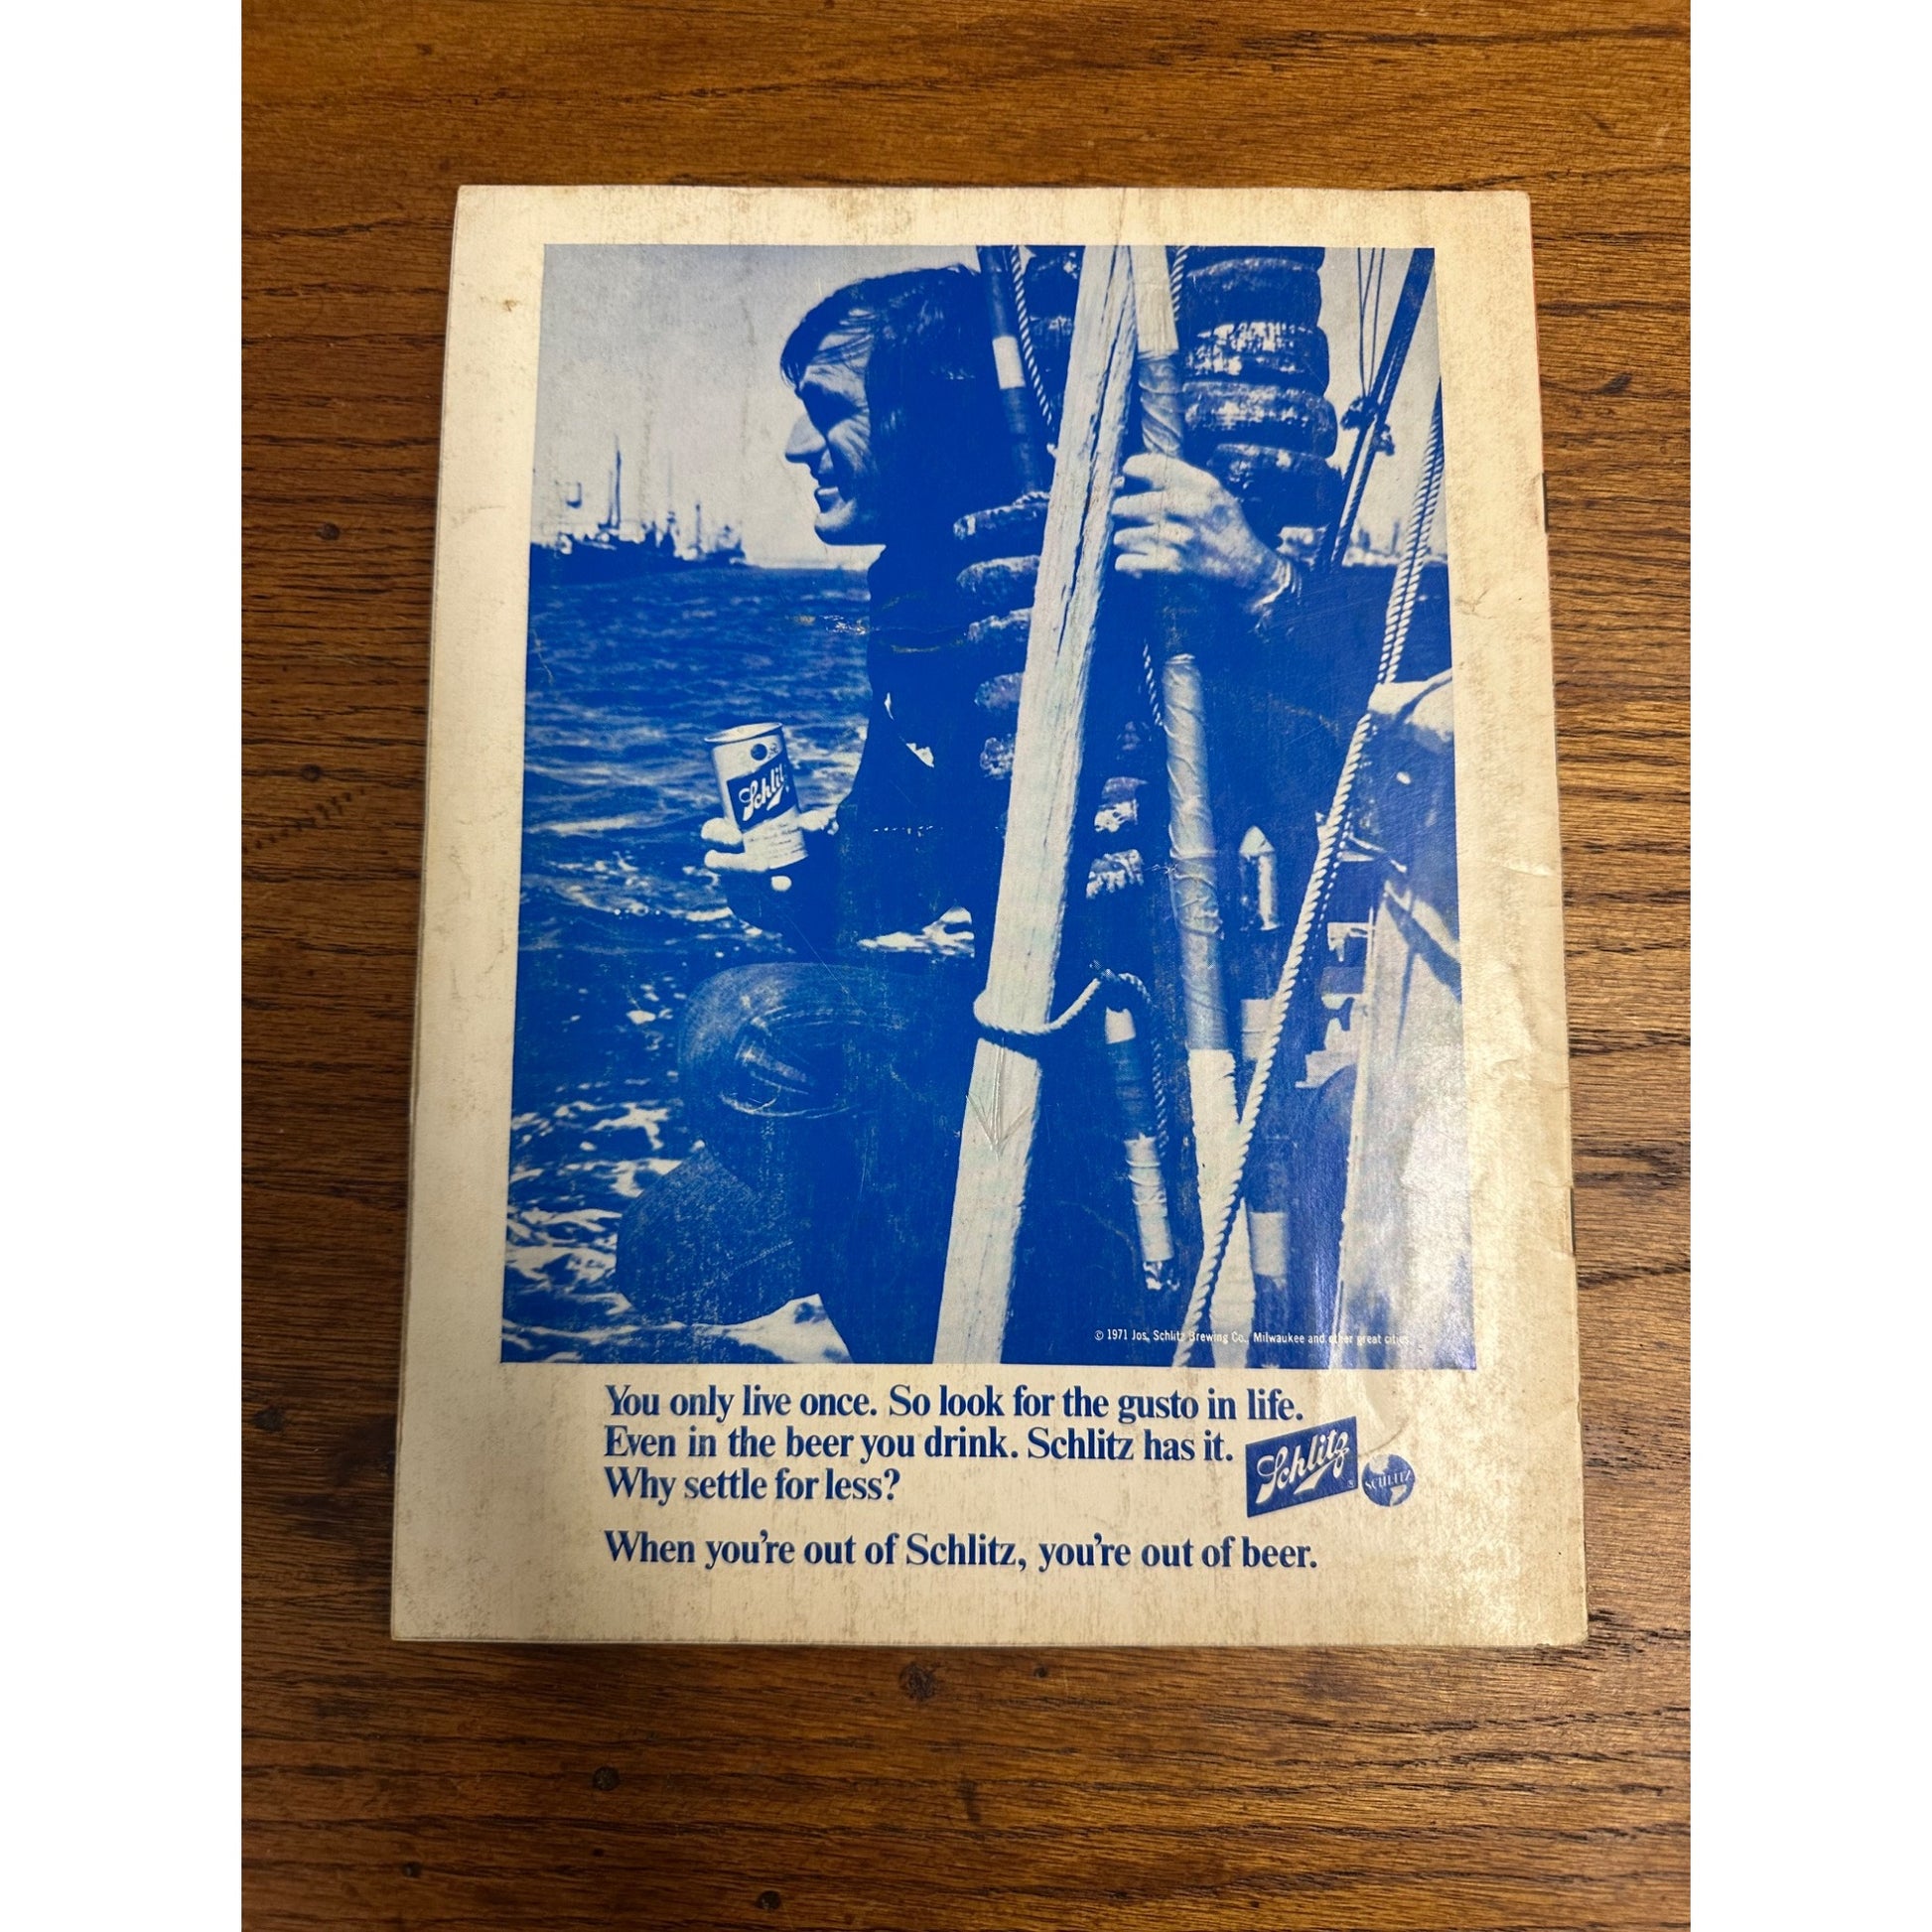 Schlitz
© 1971 Jos. Schlitz Brewing Co., Milwaukee and other great cities.
You only live once. So look for the gusto in life.
Even in the beer you drink. Schlitz has it.
Why settle for less?
Schlitz
SCHLITZ
When you're out of Schlitz, you're out of beer.